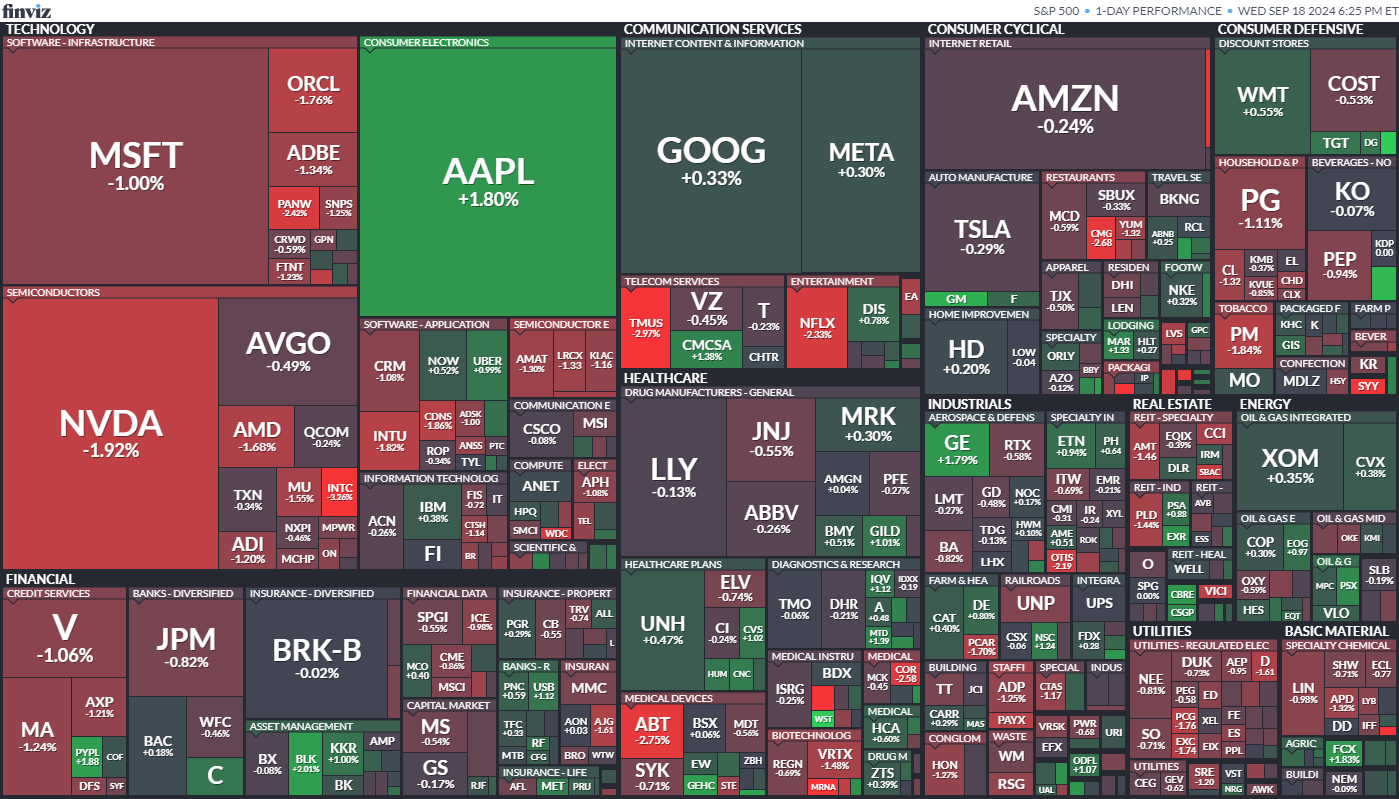 finviz
S&P 500 • 1-DAY PERFORMANCE • WED SEP 18 2024 6:25 PM ET
TECHNOLOGY
SOFTWARE - INFRASTRUCTURE
MSFT
-1.00%
ORCL
-1.76%
ADBE
-1.34%
PANW
-2.42%
SNPS
-1.25%
CRWD
-0.59%
GPN
FTNT
-1.23%
CONSUMER ELECTRONICS
AAPL
+1.80%
SEMICONDUCTORS
NVDA
-1.92%
AVGO
-0.49%
AMD
-1.68%
QCOM
-0.24%
TXN
-0.34%
MU
-1.55%
INTC
-3.26%
ADI
-1.20%
NXPI
-0.46%
MPWR
MCHP
ON
SOFTWARE - APPLICATION
CRM
-1.08%
NOW
+0.52%
UBER
+0.99%
INTU
-1.82%
CDNS
-1.86%
ADSK
-1.00
ROP
-0.34%
ANSS
PTC
TYL
SEMICONDUCTOR E
AMAT
-1.30%
LRCX
-1.33
KLAC
-1.16
COMMUNICATION E
CSCO
-0.08%
MSI
INFORMATION TECHNOLOG
ACN
-0.26%
IBM
+0.38%
FI
FIS
-0.72
IT
CTSH
-1.14
BR
COMPUTE
ANET
HPQ
SMCI
WDC
ELECT
APH
-1.08%
TEL
SCIENTIFIC &
COMMUNICATION SERVICES
INTERNET CONTENT & INFORMATION
GOOG
+0.33%
META
+0.30%
TELECOM SERVICES
TMUS
-2.97%
VZ
-0.45%
T
-0.23%
CMCSA
+1.38%
CHTR
ENTERTAINMENT
NFLX
-2.33%
DIS
+0.78%
EA
CONSUMER CYCLICAL
INTERNET RETAIL
AMZN
-0.24%
AUTO MANUFACTURE
TSLA
-0.29%
GM
F
RESTAURANTS
MCD
-0.59%
SBUX
-0.33%
CMG
-2.68
YUM
-1.32
TRAVEL SE
BKNG
ABNB
+0.25
RCL
HOME IMPROVEMEN
HD
+0.20%
LOW
-0.04
APPAREL
TJX
-0.50%
RESIDEN
DHI
LEN
FOOTW
NKE
+0.32%
SPECIALTY
ORLY
AZO
-0.12%
BBY
LODGING
MAR
+1.33
HLT
+0.27
LVS
GPC
PACKAGI
IP
CONSUMER DEFENSIVE
DISCOUNT STORES
WMT
+0.55%
COST
-0.53%
TGT
DG
HOUSEHOLD & P
PG
-1.11%
CL
-1.32
KMB
-0.37%
EL
KVUE
-0.85%
CHD
CLX
BEVERAGES - NO
KO
-0.07%
PEP
-0.94%
KDP
0.00
TOBACCO
PM
-1.84%
MO
PACKAGED F
KHC
K
GIS
FARM P
BEVER
CONFECTION
MDLZ
HSY
KR
SYY
HEALTHCARE
DRUG MANUFACTURERS - GENERAL
LLY
-0.13%
JNJ
-0.55%
ABBV
-0.26%
MRK
+0.30%
AMGN
+0.04%
PFE
-0.27%
BMY
+0.51%
GILD
+1.01%
HEALTHCARE PLANS
UNH
+0.47%
ELV
-0.74%
CI
-0.24
CVS
+1.02
HUM
CNC
DIAGNOSTICS & RESEARCH
TMO
-0.06%
DHR
-0.21%
IQV
+1.12
IDXX
-0.19
A
+0.48
MTD
+1.39
MEDICAL DEVICES
ABT
-2.75%
BSX
+0.06%
MDT
-0.56%
SYK
-0.71%
EW
ZBH
GEHC
STE
MEDICAL INSTRU
ISRG
-0.25%
BDX
WST
MEDICAL
MCK
-0.45
COR
-2.58
MEDICAL
HCA
+0.60%
BIOTECHNOLOG
REGN
-0.69%
VRTX
-1.48%
MRNA
DRUG M
ZTS
+0.39%
INDUSTRIALS
AEROSPACE & DEFENS
GE
+1.79%
RTX
-0.58%
LMT
-0.27%
GD
-0.48%
NOC
+0.17%
BA
-0.82%
TDG
-0.13%
HWM
+0.10%
LHX
SPECIALTY IN
ETN
+0.94%
PH
+0.64
ITW
-0.69%
EMR
-0.21%
CMI
-0.31
IR
-0.24
XYL
AME
+0.51
ROK
OTIS
-2.19
FARM & HEA
CAT
+0.40%
DE
+0.80%
PCAR
-1.70%
RAILROADS
UNP
CSX
-0.06
NSC
+1.24
INTEGRA
UPS
FDX
-0.28
BUILDING
TT
JCI
CARR
+0.29%
MAS
STAFFI
ADP
-1.25%
PAYX
SPECIAL
CTAS
-1.17
INDUS
CONGLOM
HON
-1.27%
WASTE
WM
RSG
VRSK
PWR
-0.68
URI
EFX
ODFL
+1.07
UAL
REAL ESTATE
REIT - SPECIALTY
AMT
-1.46
EQIX
-0.39%
CCI
DLR
IRM
SBAC
REIT - IND
PLD
-1.44%
PSA
+0.88
EXR
REIT -
AVB
ESS
O
SPG
0.00%
REIT - HEAL
WELL
CBRE
VICI
CSGP
ENERGY
OIL & GAS INTEGRATED
XOM
+0.35%
CVX
+0.38%
OIL & GAS E
COP
+0.30%
EOG
+0.97
OXY
-0.59%
HES
EQT
OIL & GAS MID
OKE
KMI
OIL & G
MPC
PSX
VLO
SLB
-0.19%
UTILITIES
UTILITIES - REGULATED ELEC
NEE
-0.81%
DUK
-0.73%
AEP
-0.95
D
-1.61
SO
-0.71%
PEG
-0.58
ED
PCG
-1.76
XEL
FE
EXC
-1.74
EIX
ES
PPL
UTILITIES
CEG
GEV
-0.62
SRE
-1.20
VST
NRG
AWK
BASIC MATERIAL
SPECIALTY CHEMICAL
LIN
-0.98%
SHW
-0.71%
ECL
-0.77
APD
-1.32%
LYB
DD
IFF
AGRIC
FCX
+1.83%
BUILDI
NEM
-0.09%
FINANCIAL
CREDIT SERVICES
V
-1.06%
MA
-1.24%
AXP
-1.21%
PYPL
+1.88
COF
DFS
SYF
BANKS - DIVERSIFIED
JPM
-0.82%
BAC
+0.18%
WFC
-0.46%
C
INSURANCE - DIVERSIFIED
BRK-B
-0.02%
ASSET MANAGEMENT
BX
-0.08%
BLK
+2.01%
KKR
+1.00%
AMP
BK
FINANCIAL DATA
SPGI
-0.55%
ICE
-0.98%
MCO
+0.40
CME
-0.86%
MSCI
CAPITAL MARKET
MS
-0.54%
GS
-0.17%
RJF
INSURANCE - PROPERT
PGR
+0.29%
CB
-0.55
TRV
-0.74
ALL
L
BANKS - R
PNC
+0.59
USB
+1.12
TFC
+0.33
RF
MTB
CFG
INSURAN
MMC
AON
+0.03
AJG
-1.61
BRO
WTW
INSURANCE - LIFE
AFL
MET
PRU